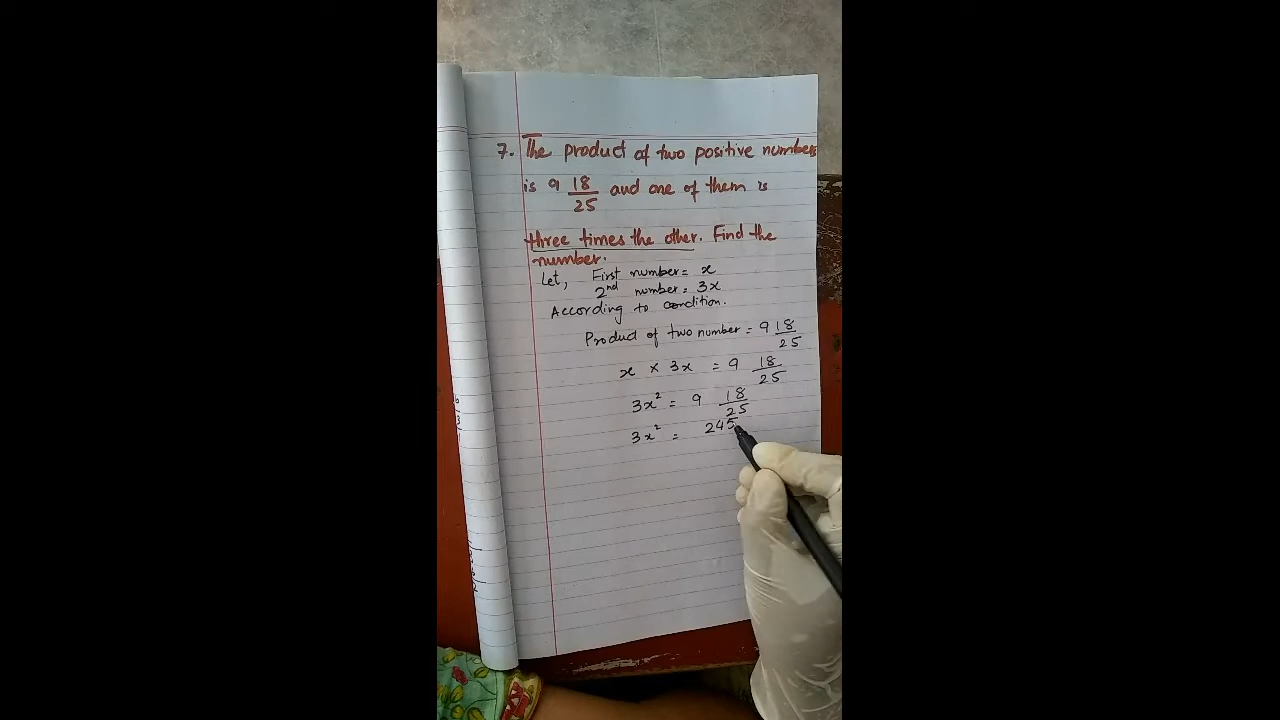 7. The product of two positive numbers
is 9 18/25 and one of them is
three times the other. Find the
number.
Let, First number = x
2nd number = 3x
According to condition.
Product of two number = 9 18/25
x × 3x = 9 18/25
3x² = 9 18/25
3x² = 245